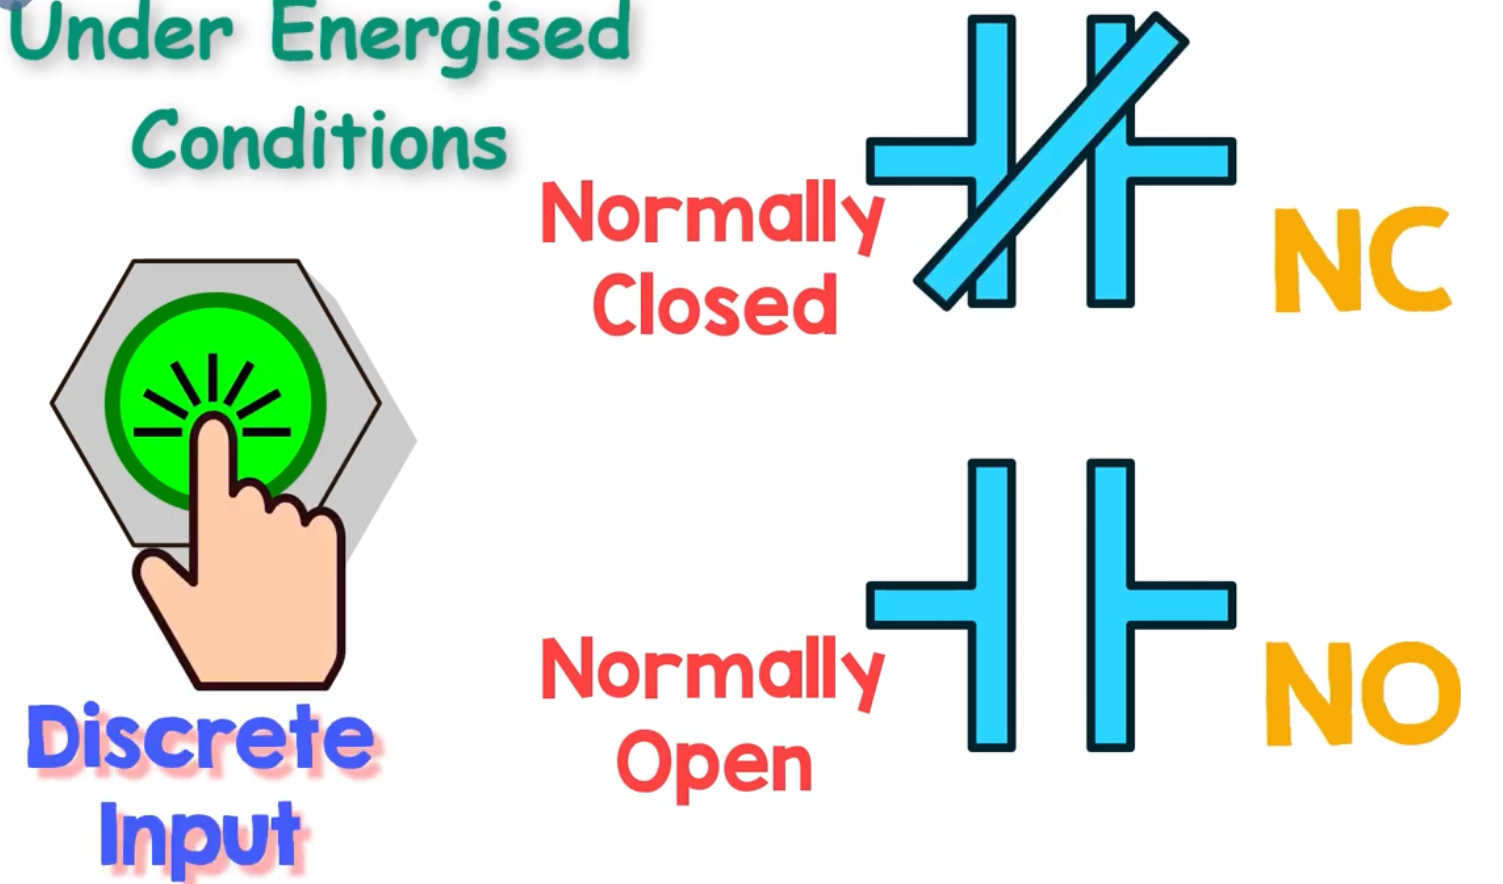 Under Energised
Conditions
Normally
Closed
NC
Normally
Open
NO
Discrete
Input